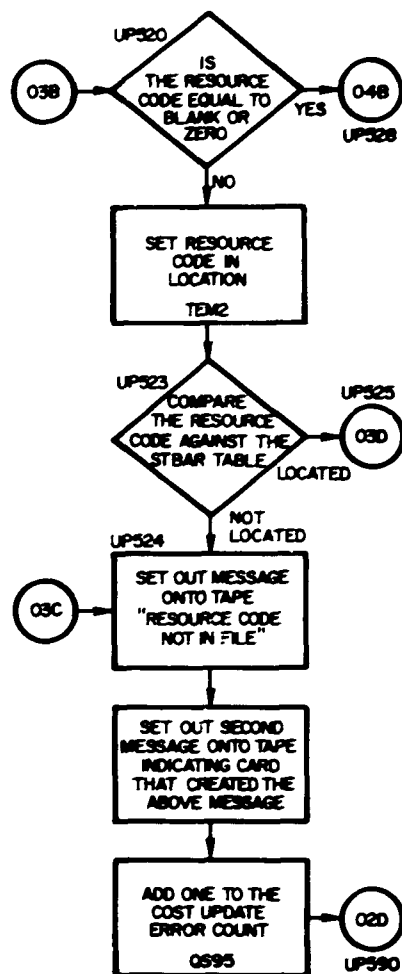 UP520
IS
THE RESOURCE
CODE EQUAL TO
BLANK OR
ZERO
03B
04B
YES
UP528
NO
SET RESOURCE
CODE IN
LOCATION
TEM2
UP523
COMPARE
THE RESOURCE
CODE AGAINST THE
STBAR TABLE
UP525
03D
LOCATED
NOT
LOCATED
UP524
SET OUT MESSAGE
ONTO TAPE
"RESOURCE CODE
NOT IN FILE"
03C
SET OUT SECOND
MESSAGE ONTO TAPE
INDICATING CARD
THAT CREATED THE
ABOVE MESSAGE
ADD ONE TO THE
COST UPDATE
ERROR COUNT
QS95
02D
UP590